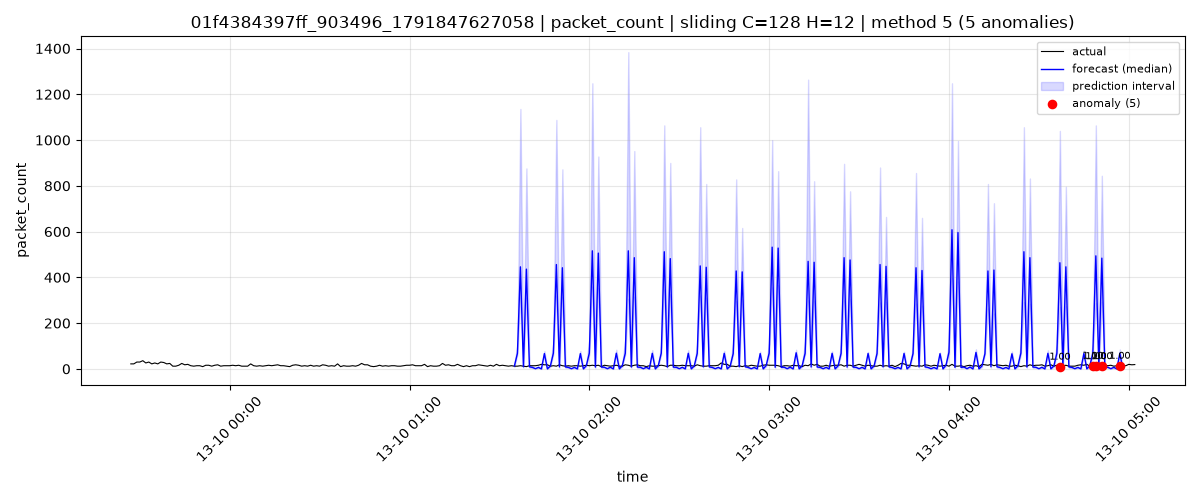 01f4384397ff_903496_1791847627058 | packet_count | sliding C=128 H=12 | method 5 (5 anomalies)
actual
forecast (median)
prediction interval
anomaly (5)
1400
1200
1000
800
600
400
200
0
packet_count
1.00
1.00
13-10 00:00
13-10 01:00
13-10 02:00
13-10 03:00
13-10 04:00
13-10 05:00
time